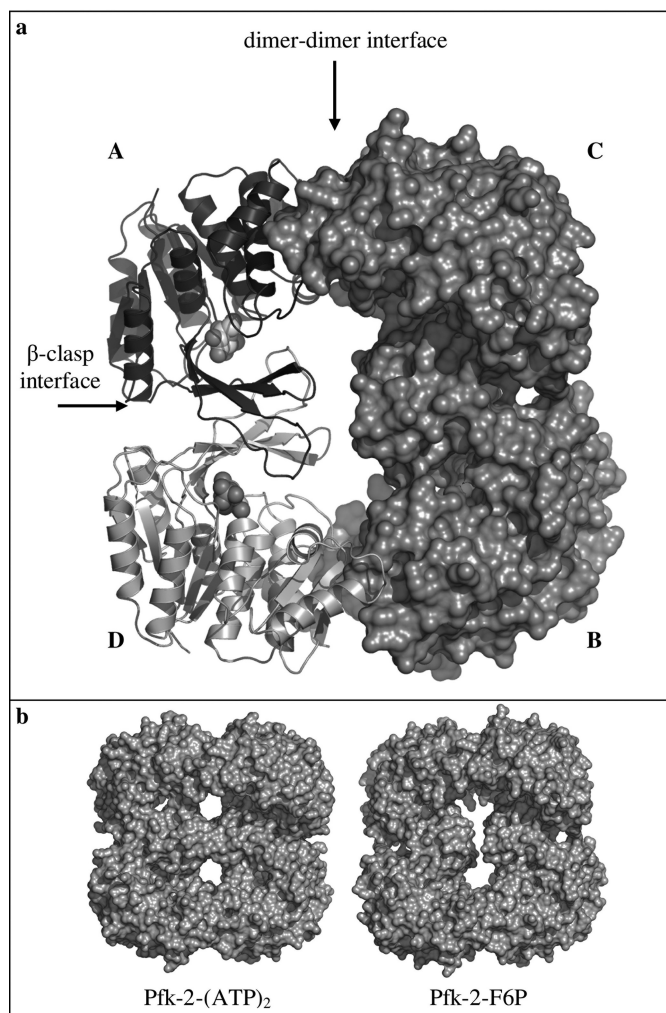 a
dimer-dimer interface
A
C
β-clasp
interface
D
B
b
Pfk-2-(ATP)₂
Pfk-2-F6P